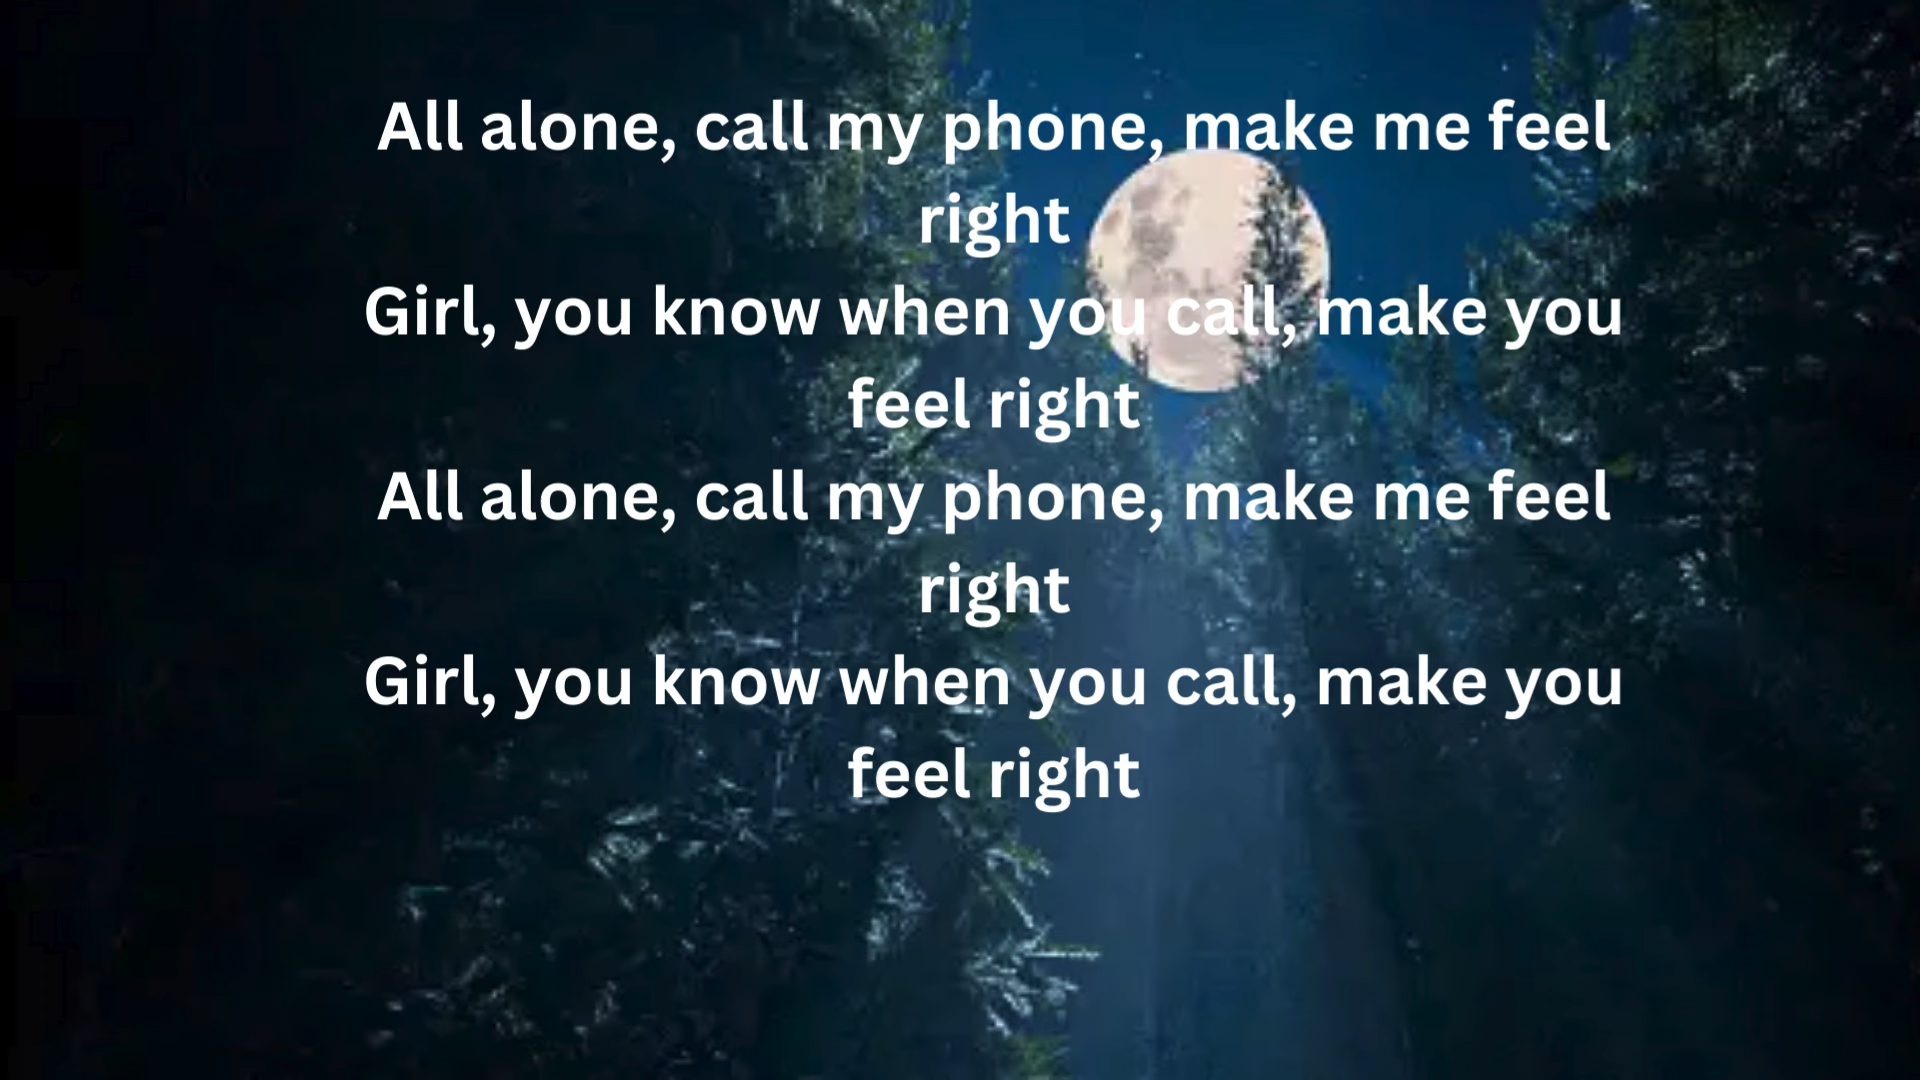 All alone, call my phone, make me feel
right
Girl, you know when you call, make you
feel right
All alone, call my phone, make me feel
right
Girl, you know when you call, make you
feel right